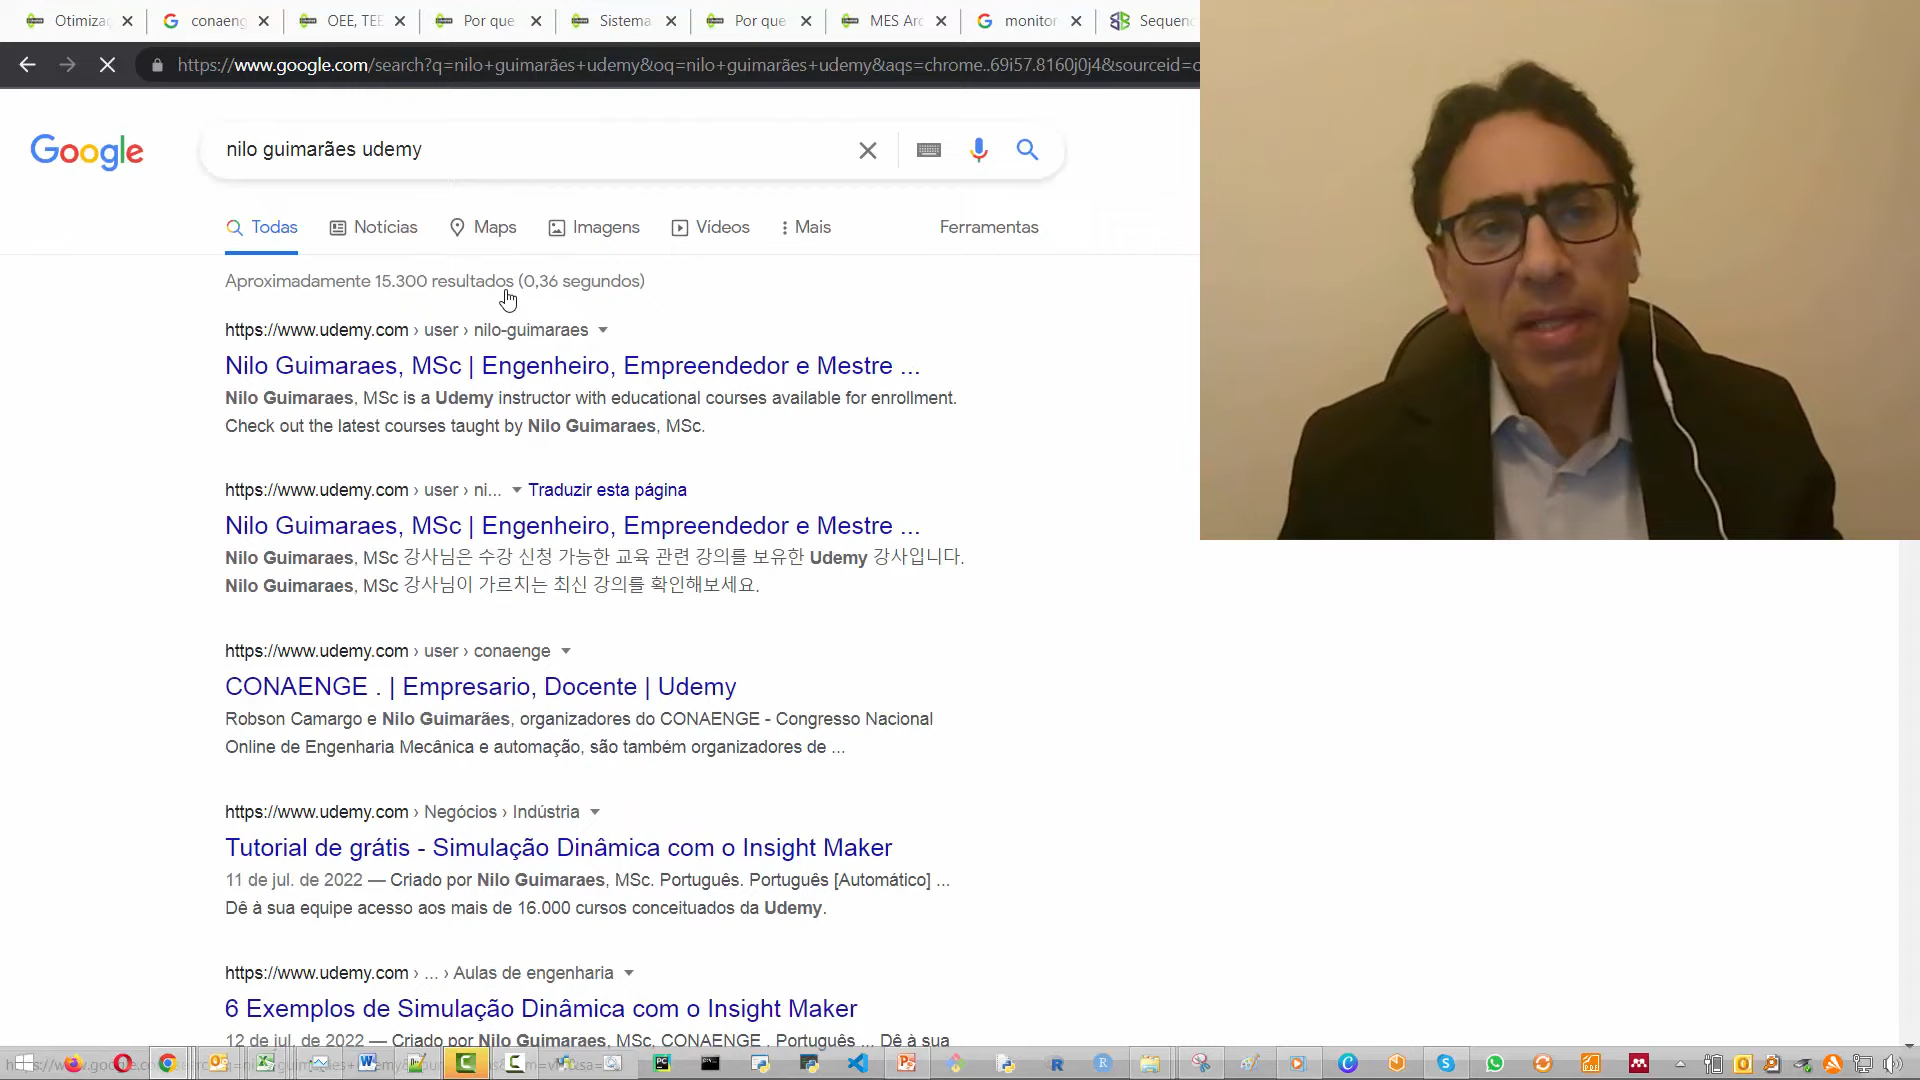 Otimizaç
conaeng
OEE, TEE
Por que
Sistema
Por que
MES Arc
monitor
Sequenc
https://www.google.com/search?q=nilo+guimarães+udemy&oq=nilo+guimarães+udemy&aqs=chrome..69i57.8160j0j4&sourceid=c
Google
nilo guimarães udemy
Todas
Notícias
Maps
Imagens
Vídeos
Mais
Ferramentas
Aproximadamente 15.300 resultados (0,36 segundos)
https://www.udemy.com › user › nilo-guimaraes
Nilo Guimaraes, MSc | Engenheiro, Empreendedor e Mestre ...
Nilo Guimaraes, MSc is a Udemy instructor with educational courses available for enrollment.
Check out the latest courses taught by Nilo Guimaraes, MSc.
https://www.udemy.com › user › ni... Traduzir esta página
Nilo Guimaraes, MSc | Engenheiro, Empreendedor e Mestre ...
Nilo Guimaraes, MSc 강사님은 수강 신청 가능한 교육 관련 강의를 보유한 Udemy 강사입니다.
Nilo Guimaraes, MSc 강사님이 가르치는 최신 강의를 확인해보세요.
https://www.udemy.com › user › conaenge
CONAENGE . | Empresario, Docente | Udemy
Robson Camargo e Nilo Guimarães, organizadores do CONAENGE - Congresso Nacional
Online de Engenharia Mecânica e automação, são também organizadores de ...
https://www.udemy.com › Negócios › Indústria
Tutorial de grátis - Simulação Dinâmica com o Insight Maker
11 de jul. de 2022 — Criado por Nilo Guimaraes, MSc. Português. Português [Automático] ...
Dê à sua equipe acesso aos mais de 16.000 cursos conceituados da Udemy.
https://www.udemy.com › ... › Aulas de engenharia
6 Exemplos de Simulação Dinâmica com o Insight Maker
12 de jul. de 2022 — Criado por Nilo Guimaraes, MSc, CONAENGE . Português ... Dê à sua